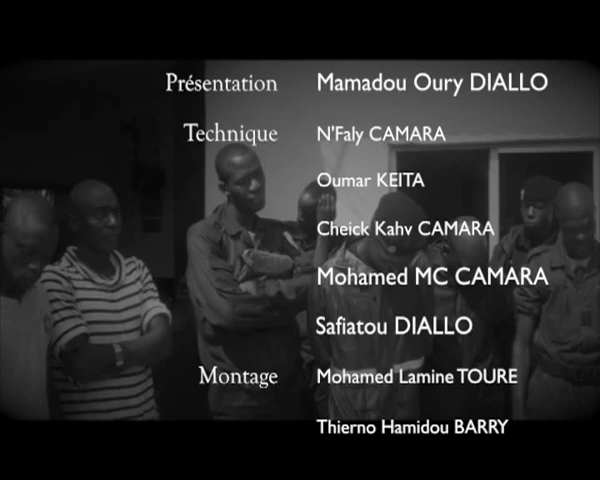 Présentation Mamadou Oury DIALLO
Technique N'Faly CAMARA
Oumar KEITA
Cheick Kahv CAMARA
Mohamed MC CAMARA
Safiatou DIALLO
Montage Mohamed Lamine TOURE
Thierno Hamidou BARRY